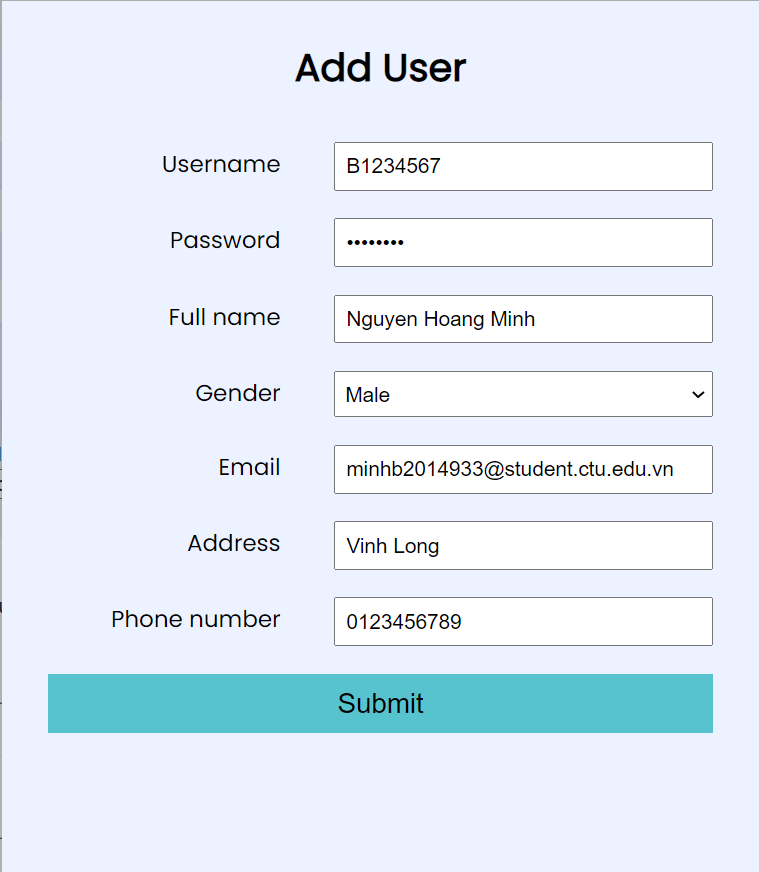 Add User
Username B1234567
Password ••••••••
Full name Nguyen Hoang Minh
Gender Male
Email minhb2014933@student.ctu.edu.vn
Address Vinh Long
Phone number 0123456789
Submit